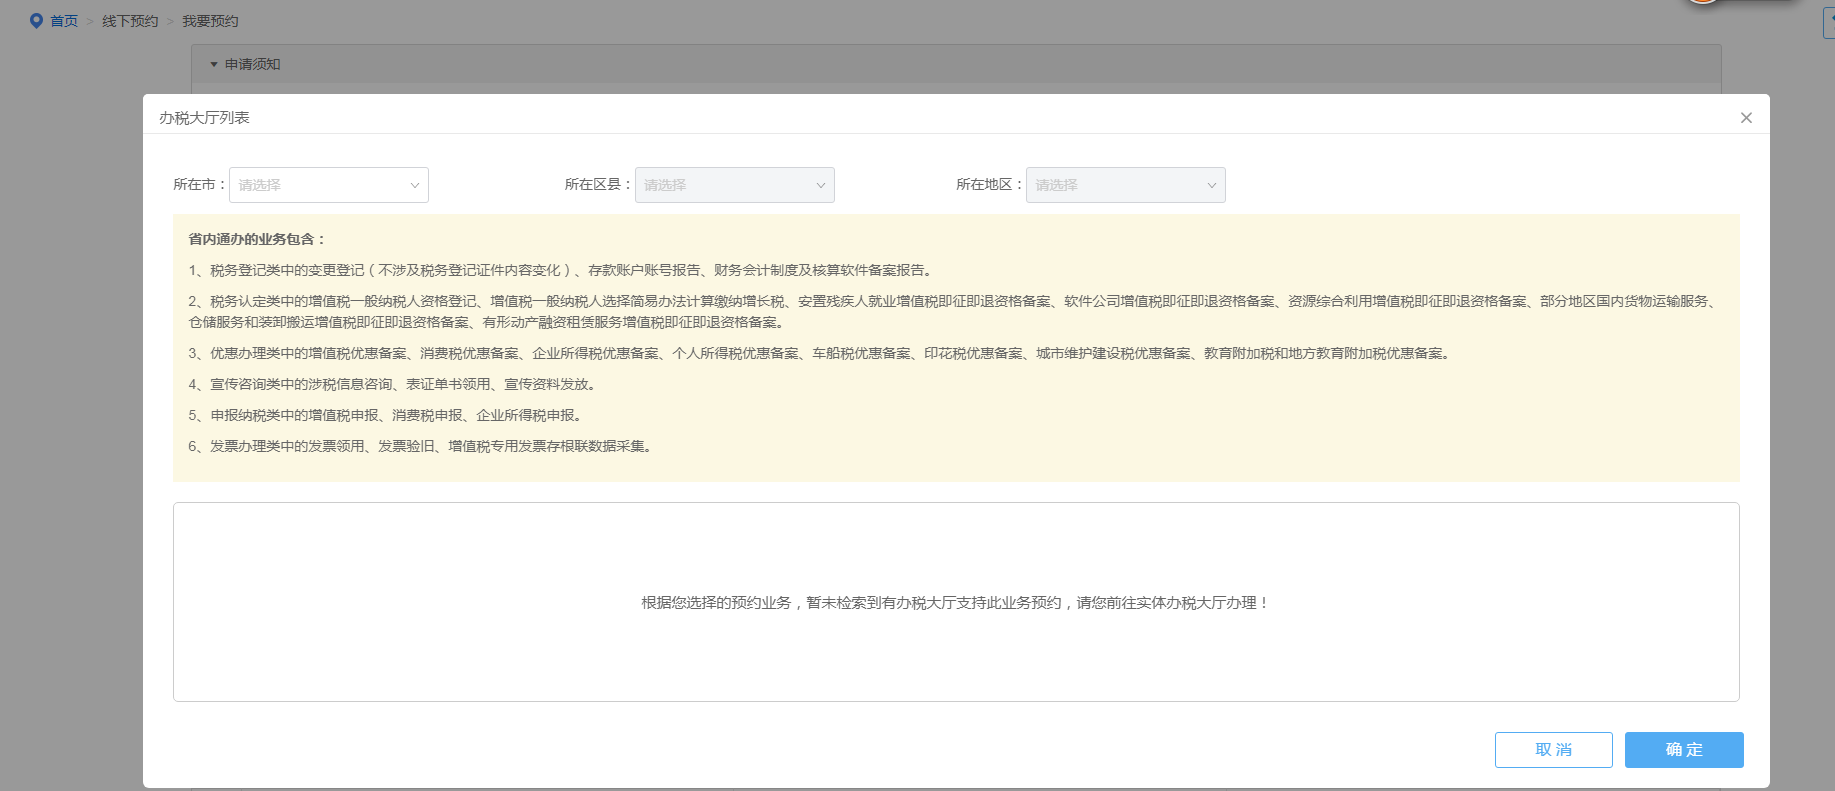 首页 > 线下预约 > 我要预约
申请须知
办税大厅列表
所在市：请选择 所在区县：请选择 所在地区：请选择
省内通办的业务包含：
1、税务登记类中的变更登记（不涉及税务登记证件内容变化）、存款账户账号报告、财务会计制度及核算软件备案报告。
2、税务认定类中的增值税一般纳税人资格登记、增值税一般纳税人选择简易办法计算缴纳增长税、安置残疾人就业增值税即征即退资格备案、软件公司增值税即征即退资格备案、资源综合利用增值税即征即退资格备案、部分地区国内货物运输服务、
仓储服务和装卸搬运增值税即征即退资格备案、有形动产融资租赁服务增值税即征即退资格备案。
3、优惠办理类中的增值税优惠备案、消费税优惠备案、企业所得税优惠备案、个人所得税优惠备案、车船税优惠备案、印花税优惠备案、城市维护建设税优惠备案、教育附加税和地方教育附加税优惠备案。
4、宣传咨询类中的涉税信息咨询、表证单书领用、宣传资料发放。
5、申报纳税类中的增值税申报、消费税申报、企业所得税申报。
6、发票办理类中的发票领用、发票验旧、增值税专用发票存根联数据采集。
根据您选择的预约业务，暂未检索到有办税大厅支持此业务预约，请您前往实体办税大厅办理！
取消 确定